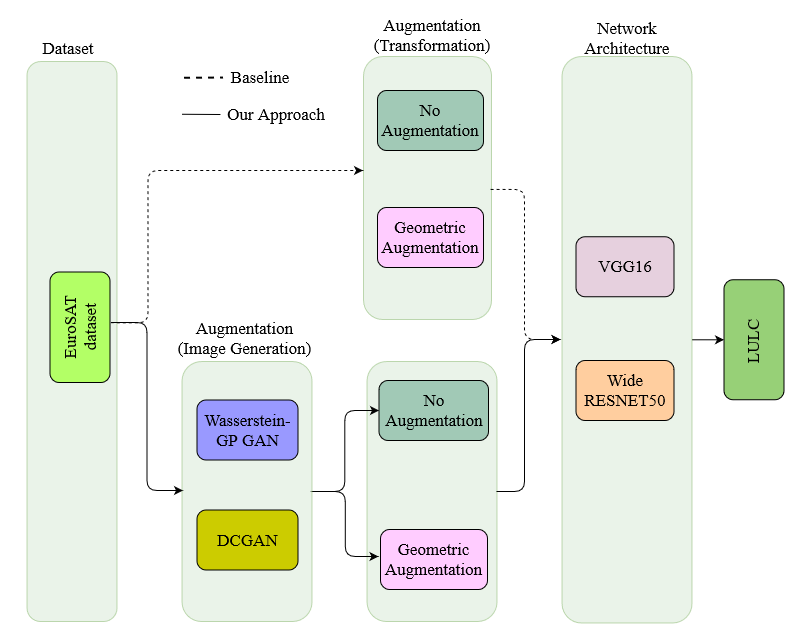 Dataset
Baseline
Our Approach
EuroSAT
dataset
Augmentation
(Transformation)
No
Augmentation
Geometric
Augmentation
Augmentation
(Image Generation)
Wasserstein-
GP GAN
DCGAN
No
Augmentation
Geometric
Augmentation
Network
Architecture
VGG16
Wide
RESNET50
LULC